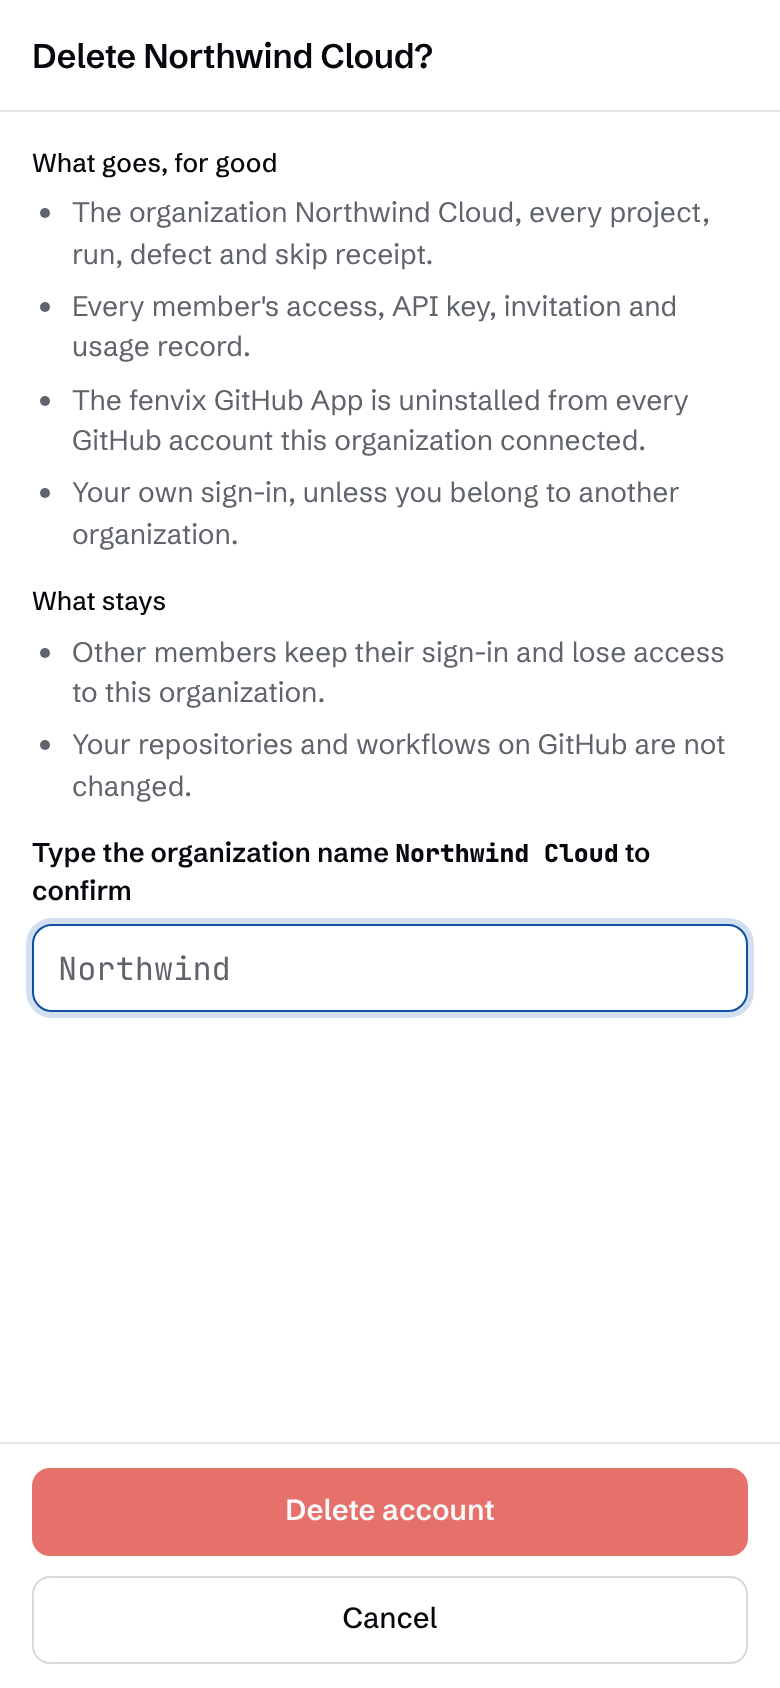 Delete Northwind Cloud?
What goes, for good
• The organization Northwind Cloud, every project,
run, defect and skip receipt.
• Every member's access, API key, invitation and
usage record.
• The fenvix GitHub App is uninstalled from every
GitHub account this organization connected.
• Your own sign-in, unless you belong to another
organization.
What stays
• Other members keep their sign-in and lose access
to this organization.
• Your repositories and workflows on GitHub are not
changed.
Type the organization name Northwind Cloud to
confirm
Northwind
Delete account
Cancel